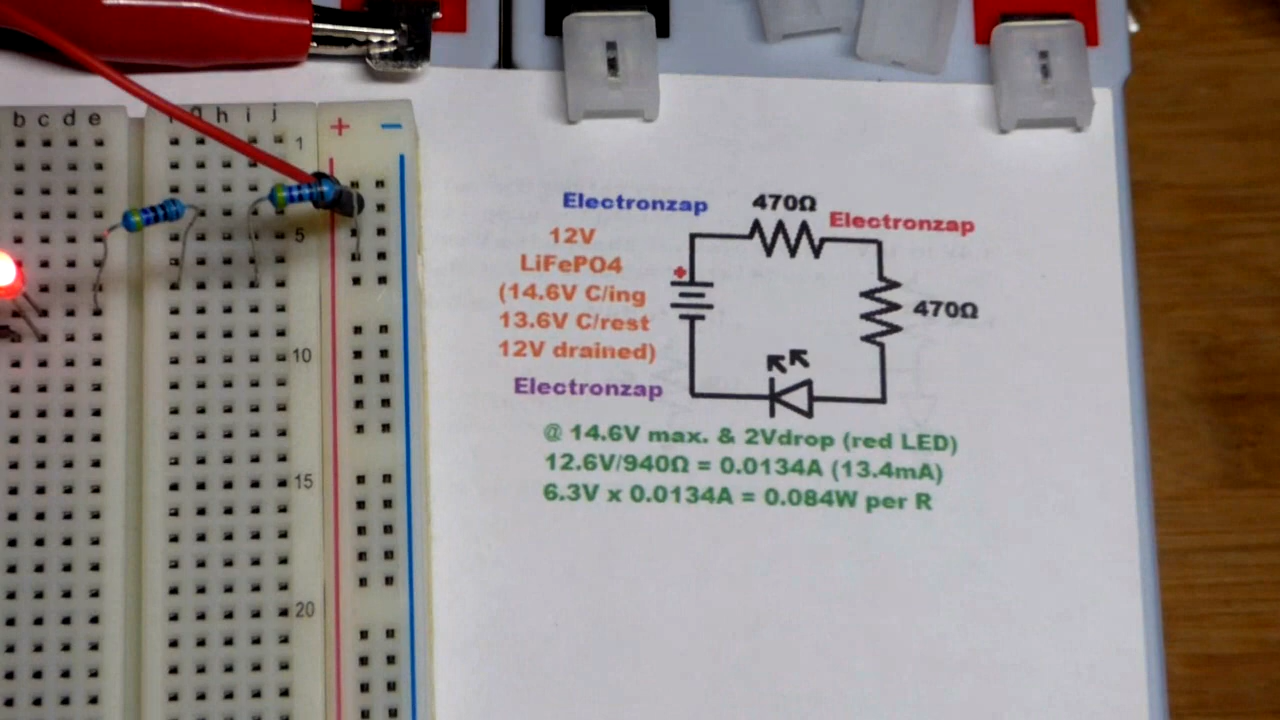 b c d e f g h i j
+ −
1
5
10
15
20
Electronzap
470Ω
Electronzap
12V
LiFePO4
(14.6V C/ing
13.6V C/rest
12V drained)
+
470Ω
Electronzap
@ 14.6V max. & 2Vdrop (red LED)
12.6V/940Ω = 0.0134A (13.4mA)
6.3V x 0.0134A = 0.084W per R